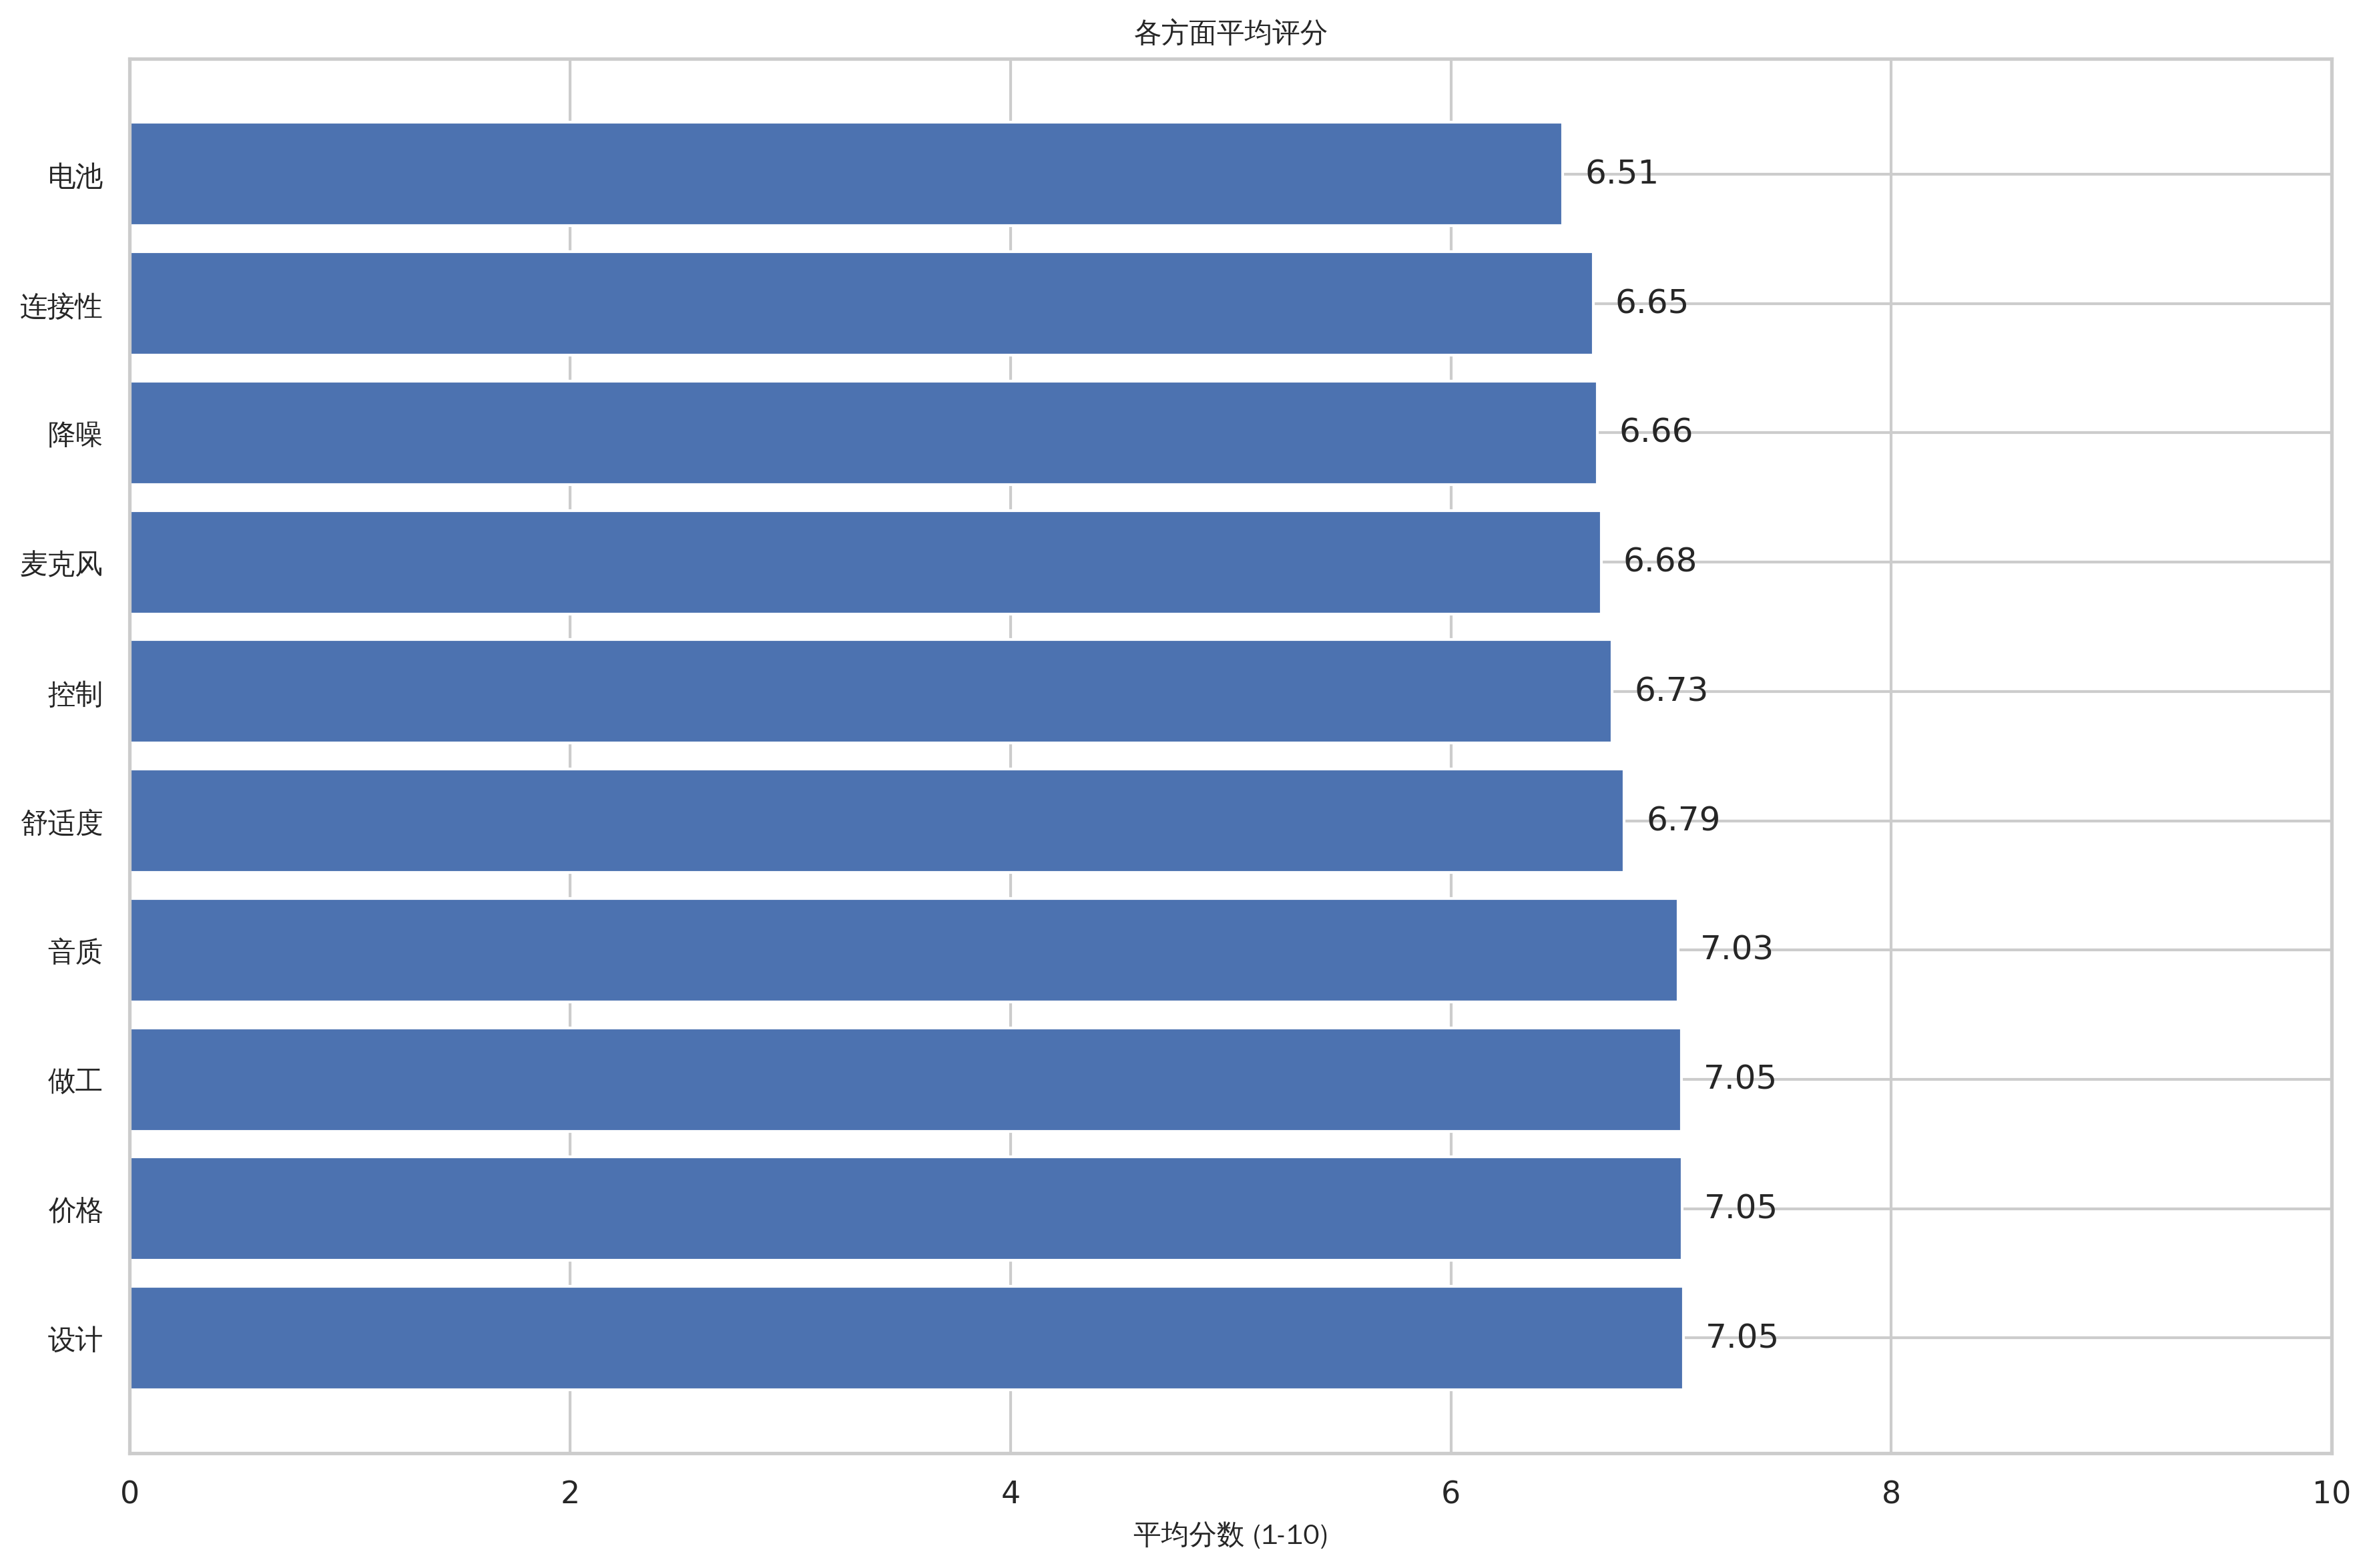 各方面平均评分
电池 6.51
连接性 6.65
降噪 6.66
麦克风 6.68
控制 6.73
舒适度 6.79
音质 7.03
做工 7.05
价格 7.05
设计 7.05
0 2 4 6 8 10
平均分数 (1-10)